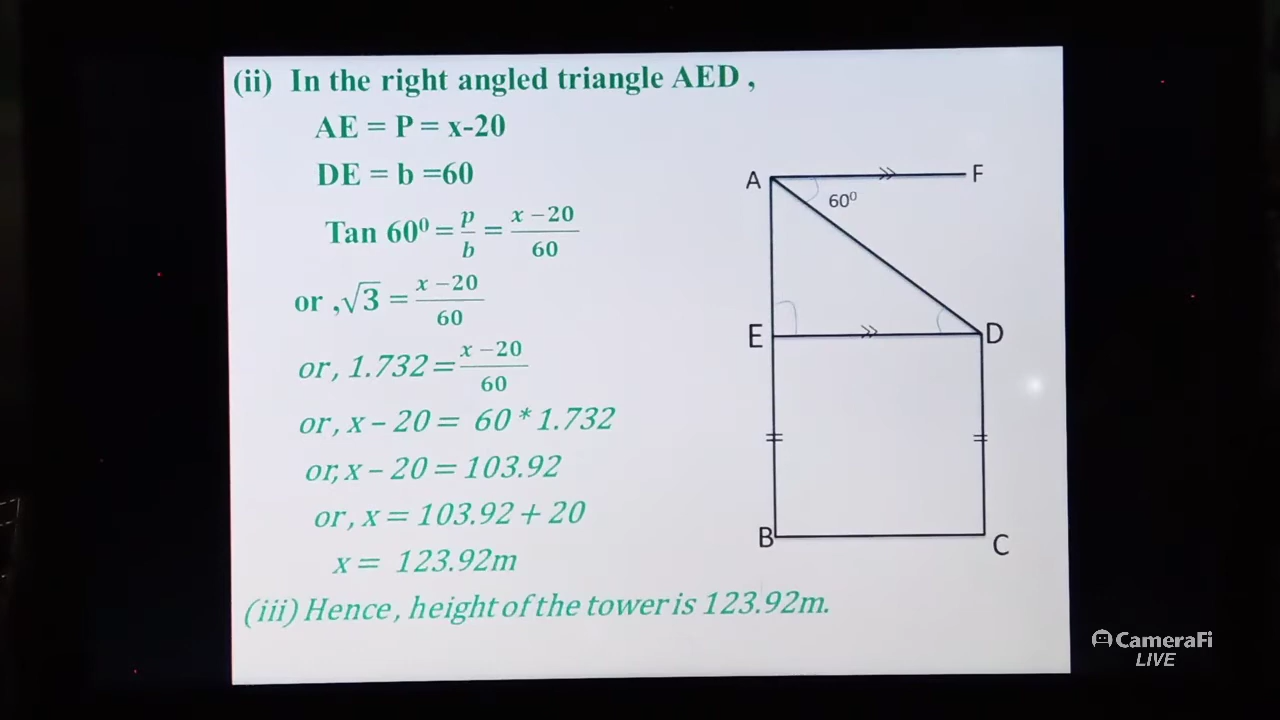 (ii) In the right angled triangle AED ,
AE = P = x-20
DE = b =60
Tan 60⁰ = p/b = x −20/60
or ,√3 = x −20/60
or, 1.732 = x −20/60
or, x − 20 = 60 * 1.732
or, x − 20 = 103.92
or, x = 103.92 + 20
x = 123.92m
(iii) Hence, height of the tower is 123.92m.
A
F
60⁰
E
D
B
C
CameraFi
LIVE